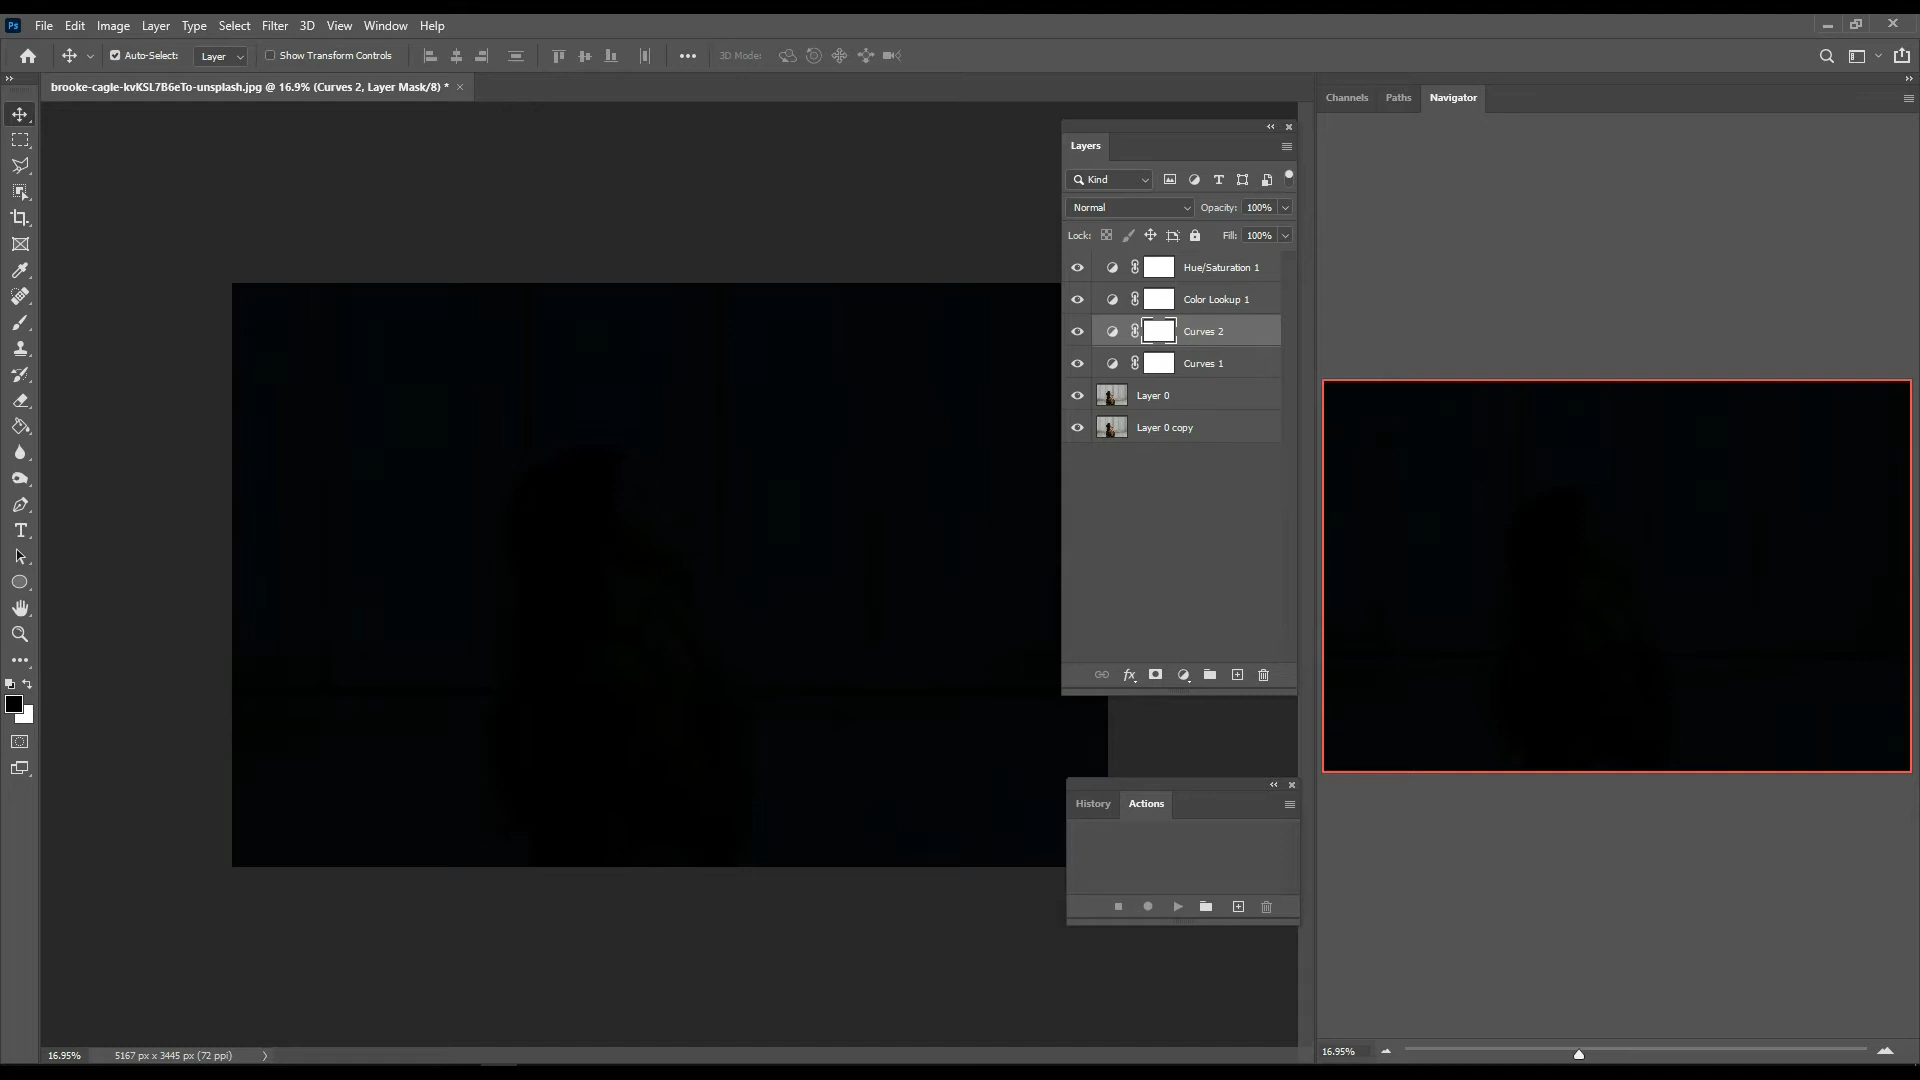 Ps File Edit Image Layer Type Select Filter 3D View Window Help
Auto-Select: Layer Show Transform Controls 3D Mode:
brooke-cagle-kvKSL7B6eTo-unsplash.jpg @ 16.9% (Curves 2, Layer Mask/8) *
Channels Paths Navigator
Layers
Kind
Normal Opacity: 100%
Lock: Fill: 100%
Hue/Saturation 1
Color Lookup 1
Curves 2
Curves 1
Layer 0
Layer 0 copy
fx
History Actions
16.95% 5167 px x 3445 px (72 ppi)
16.95%